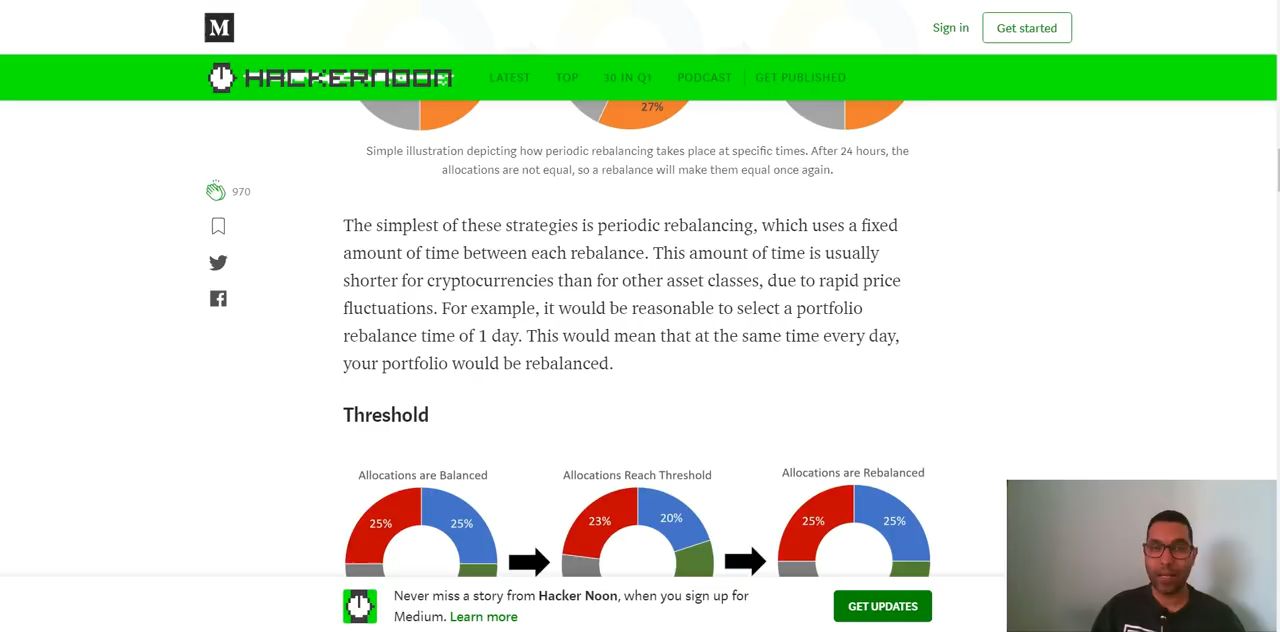 M
Sign in
Get started
HACKERNOON
LATEST
TOP
30 IN Q1
PODCAST
GET PUBLISHED
27%
Simple illustration depicting how periodic rebalancing takes place at specific times. After 24 hours, the
allocations are not equal, so a rebalance will make them equal once again.
970
The simplest of these strategies is periodic rebalancing, which uses a fixed
amount of time between each rebalance. This amount of time is usually
shorter for cryptocurrencies than for other asset classes, due to rapid price
fluctuations. For example, it would be reasonable to select a portfolio
rebalance time of 1 day. This would mean that at the same time every day,
your portfolio would be rebalanced.
Threshold
Allocations are Balanced
Allocations Reach Threshold
Allocations are Rebalanced
25%
25%
23%
20%
25%
25%
Never miss a story from Hacker Noon, when you sign up for
Medium. Learn more
GET UPDATES